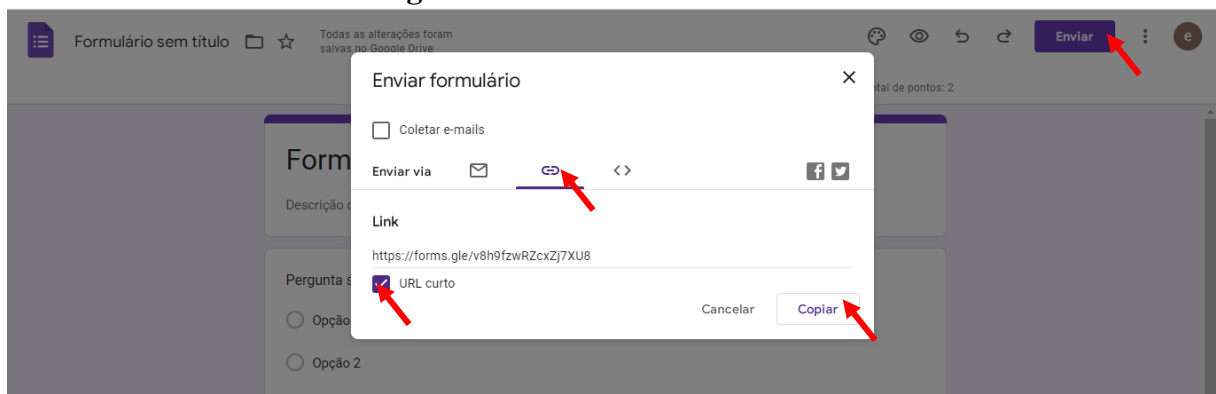 Formulário sem título
Todas as alterações foram
salvas no Google Drive
Enviar
e
Enviar formulário
tal de pontos: 2
Coletar e-mails
Form
Enviar via
Descrição
Link
https://forms.gle/v8h9fzwRZcxZj7XU8
Pergunta s
URL curto
Cancelar
Copiar
Opção
Opção 2